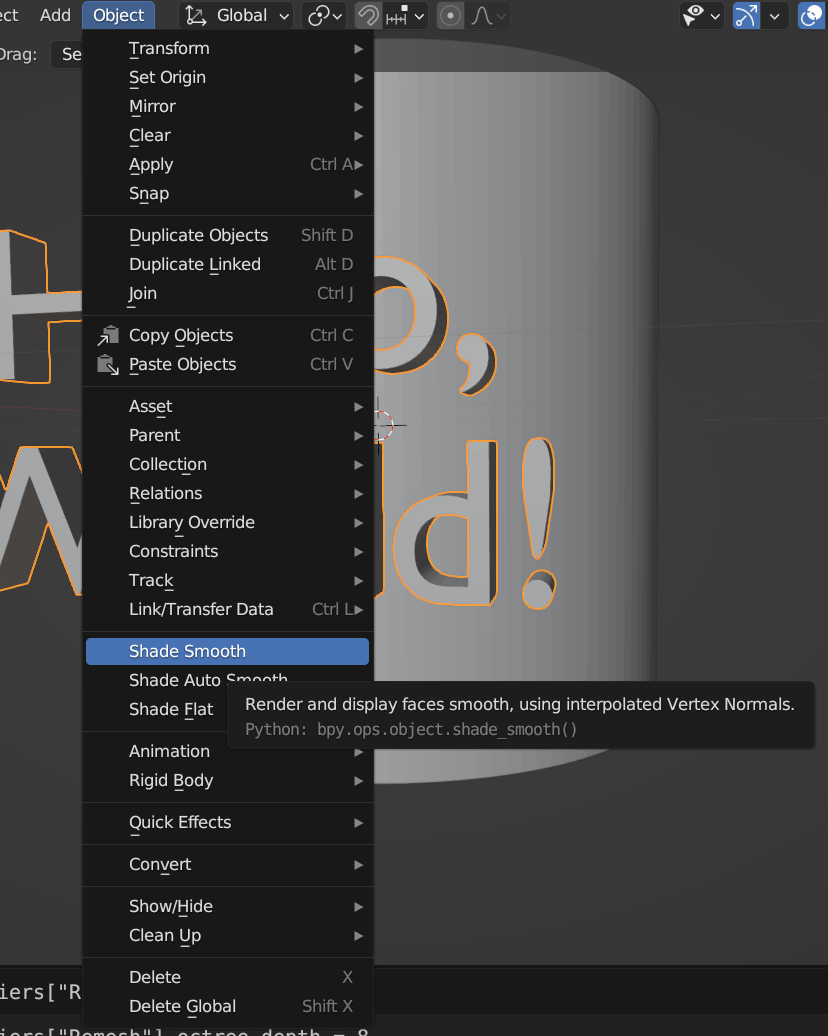 ect Add Object Global
Drag: Se
Transform
Set Origin
Mirror
Clear
Apply Ctrl A
Snap
Duplicate Objects Shift D
Duplicate Linked Alt D
Join Ctrl J
Copy Objects Ctrl C
Paste Objects Ctrl V
Asset
Parent
Collection
Relations
Library Override
Constraints
Track
Link/Transfer Data Ctrl L
Shade Smooth
Shade Auto Smooth
Shade Flat
Render and display faces smooth, using interpolated Vertex Normals.
Python: bpy.ops.object.shade_smooth()
Animation
Rigid Body
Quick Effects
Convert
Show/Hide
Clean Up
Delete X
Delete Global Shift X
H o,
W d!
iers["R
iers["Remesh"].octree_depth = 8